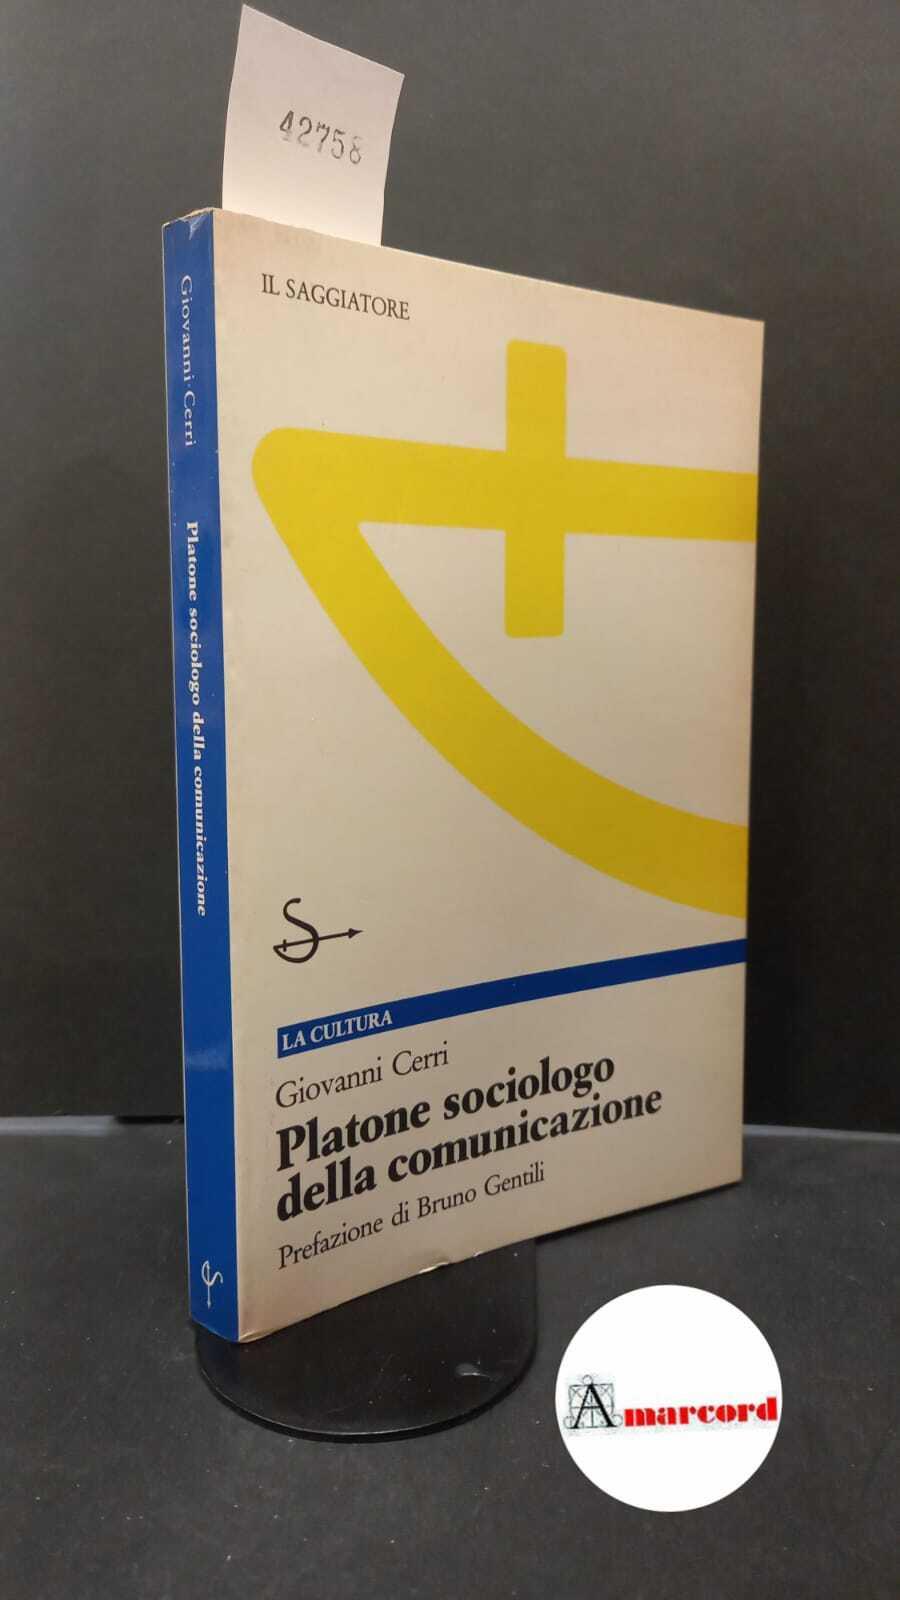 42758
IL SAGGIATORE
Giovanni Cerri
Platone sociologo della comunicazione
LA CULTURA
Giovanni Cerri
Platone sociologo
della comunicazione
Prefazione di Bruno Gentili
Amarcord